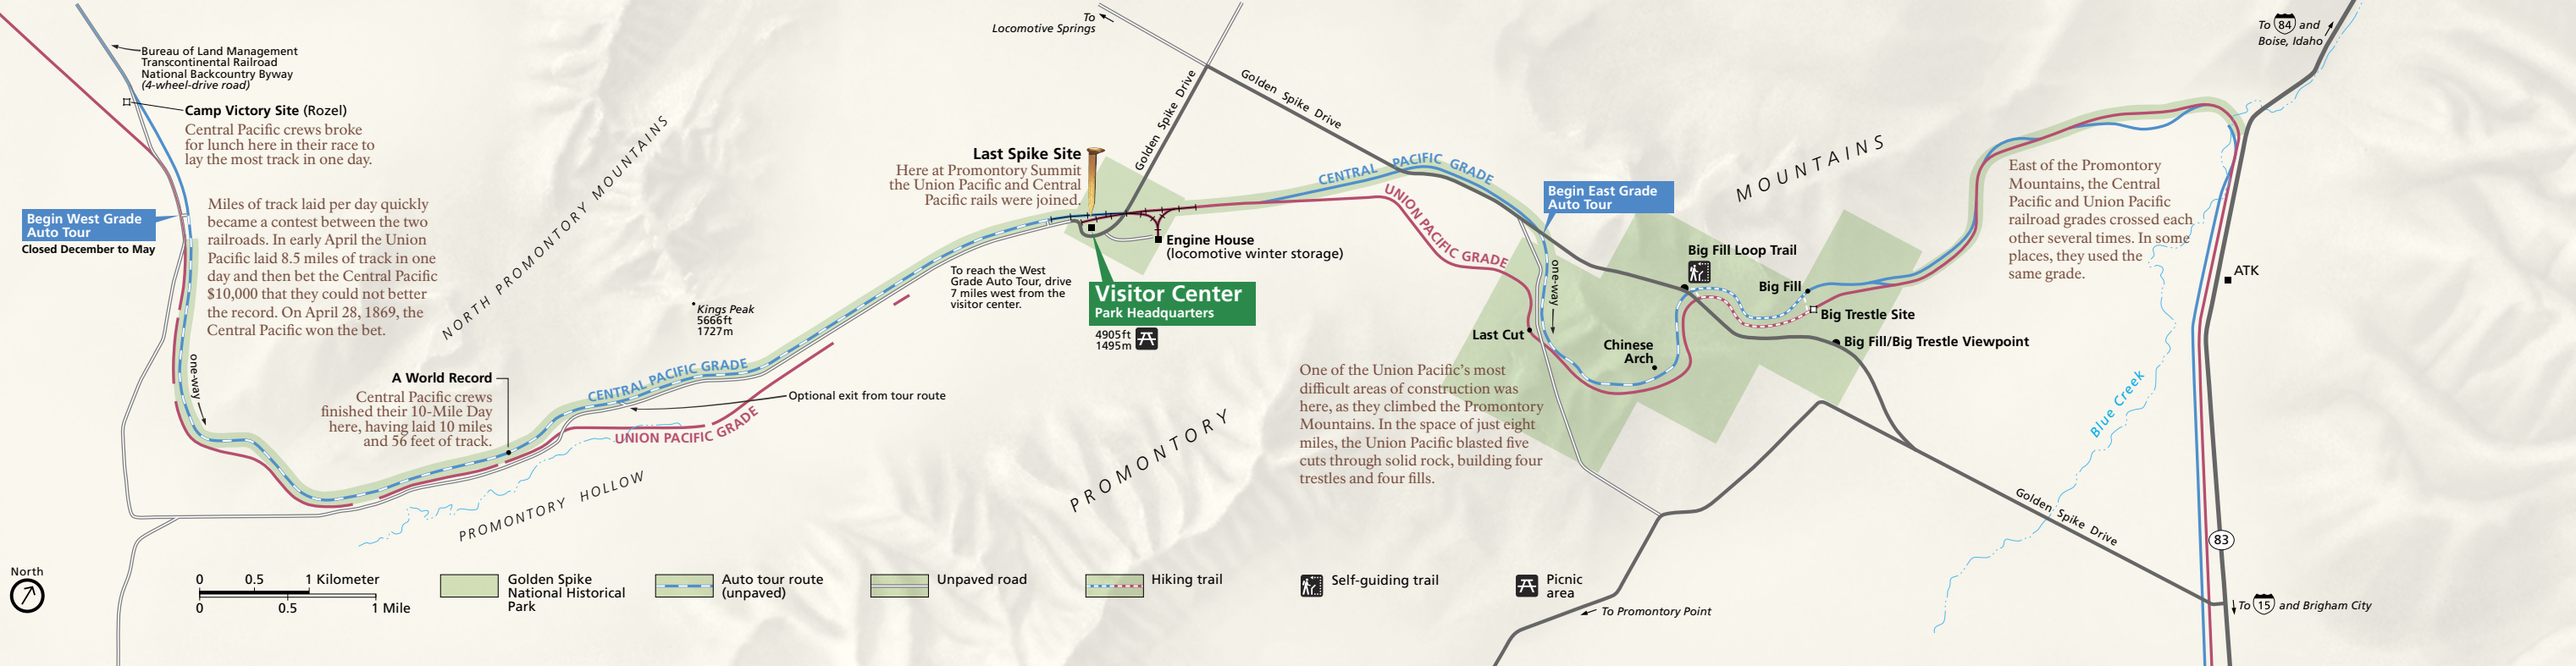 Bureau of Land Management
Transcontinental Railroad
National Backcountry Byway
(4-wheel-drive road)
Camp Victory Site (Rozel)
Central Pacific crews broke
for lunch here in their race to
lay the most track in one day.
Begin West Grade
Auto Tour
Closed December to May
Miles of track laid per day quickly
became a contest between the two
railroads. In early April the Union
Pacific laid 8.5 miles of track in one
day and then bet the Central Pacific
$10,000 that they could not better
the record. On April 28, 1869, the
Central Pacific won the bet.
one-way
NORTH PROMONTORY MOUNTAINS
Kings Peak
5666ft
1727m
A World Record
Central Pacific crews
finished their 10-Mile Day
here, having laid 10 miles
and 56 feet of track.
CENTRAL PACIFIC GRADE
UNION PACIFIC GRADE
Optional exit from tour route
PROMONTORY HOLLOW
To
Locomotive Springs
Golden Spike Drive
Golden Spike Drive
Last Spike Site
Here at Promontory Summit
the Union Pacific and Central
Pacific rails were joined.
Engine House
(locomotive winter storage)
To reach the West
Grade Auto Tour, drive
7 miles west from the
visitor center.
Visitor Center
Park Headquarters
4905ft
1495m
PROMONTORY
CENTRAL PACIFIC GRADE
UNION PACIFIC GRADE
Begin East Grade
Auto Tour
one-way
Last Cut
Chinese
Arch
One of the Union Pacific's most
difficult areas of construction was
here, as they climbed the Promontory
Mountains. In the space of just eight
miles, the Union Pacific blasted five
cuts through solid rock, building four
trestles and four fills.
MOUNTAINS
Big Fill Loop Trail
Big Fill
Big Trestle Site
Big Fill/Big Trestle Viewpoint
East of the Promontory
Mountains, the Central
Pacific and Union Pacific
railroad grades crossed each
other several times. In some
places, they used the
same grade.
To 84 and
Boise, Idaho
ATK
Blue Creek
Golden Spike Drive
83
To 15 and Brigham City
To Promontory Point
North
0 0.5 1 Kilometer
0 0.5 1 Mile
Golden Spike
National Historical
Park
Auto tour route
(unpaved)
Unpaved road
Hiking trail
Self-guiding trail
Picnic
area